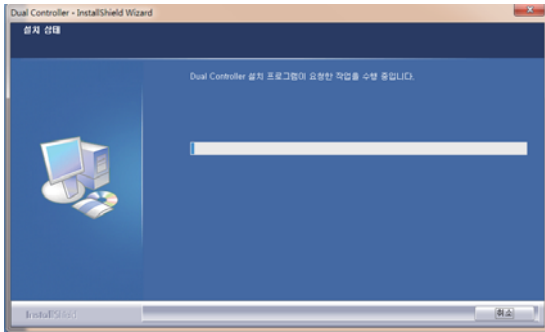 Dual Controller - InstallShield Wizard
설치 상태
Dual Controller 설치 프로그램이 요청한 작업을 수행 중입니다.
InstallShield
취소